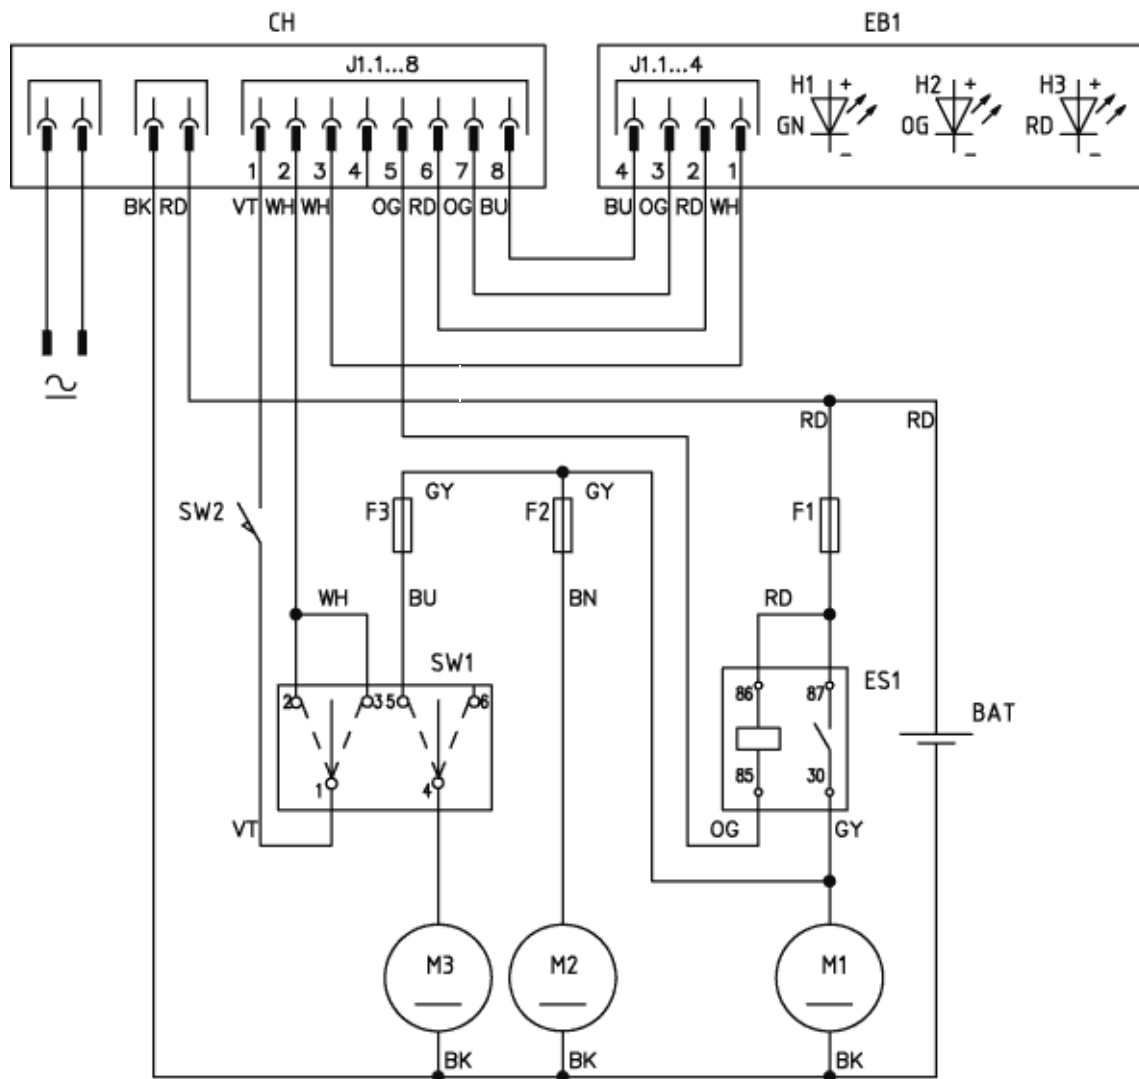 CH EB1
J1.1...8 J1.1...4
H1 + H2 + H3 +
GN OG RD
- - -
1 2 3 4 5 6 7 8 4 3 2 1
BK RD VT WH WH OG RD OG BU BU OG RD WH
RD RD
GY GY
SW2 F3 F2 F1
WH BU BN RD
SW1
ES1
2 3 5 6 86 87
BAT
1 4 85 30
VT OG GY
M3 M2 M1
BK BK BK